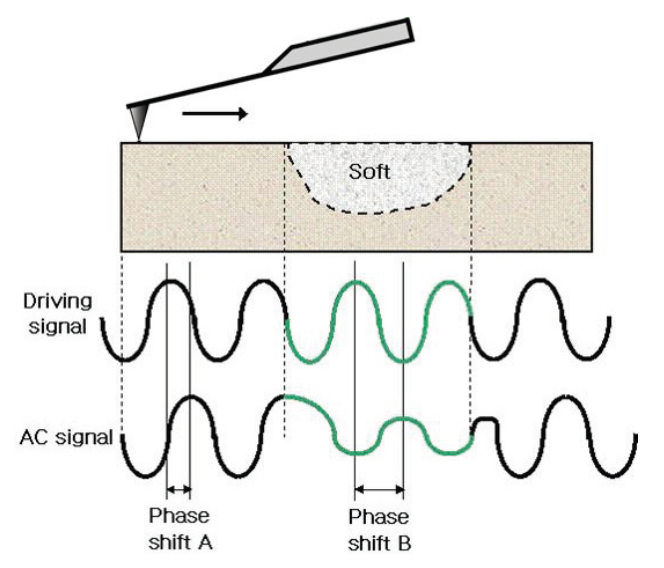 Soft
Driving
signal
AC signal
Phase
shift A
Phase
shift B